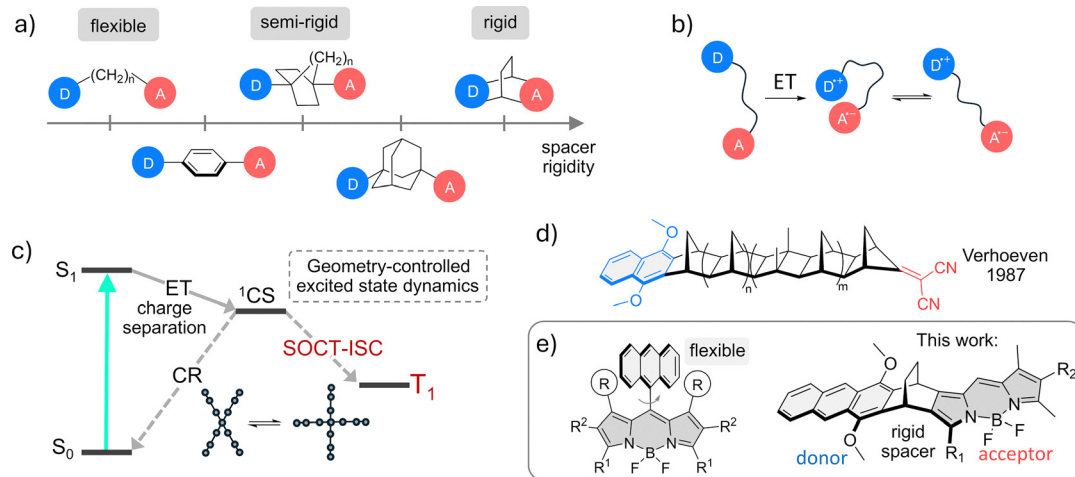 a)
flexible
semi-rigid
rigid
D
(CH₂)ₙ
A
D
(CH₂)ₙ
A
D
A
D
A
D
A
spacer
rigidity
b)
D
A
ET
D•+
A•−
D•+
A•−
c)
S₁
ET
charge
separation
¹CS
Geometry-controlled
excited state dynamics
SOCT-ISC
CR
T₁
S₀
d)
O
O
n
m
CN
CN
Verhoeven
1987
e)
flexible
R
R
R²
R²
N
B
N
R¹
F
F
R¹
This work:
O
O
R₂
N
B
N
F
F
R₁
rigid
spacer
donor
acceptor